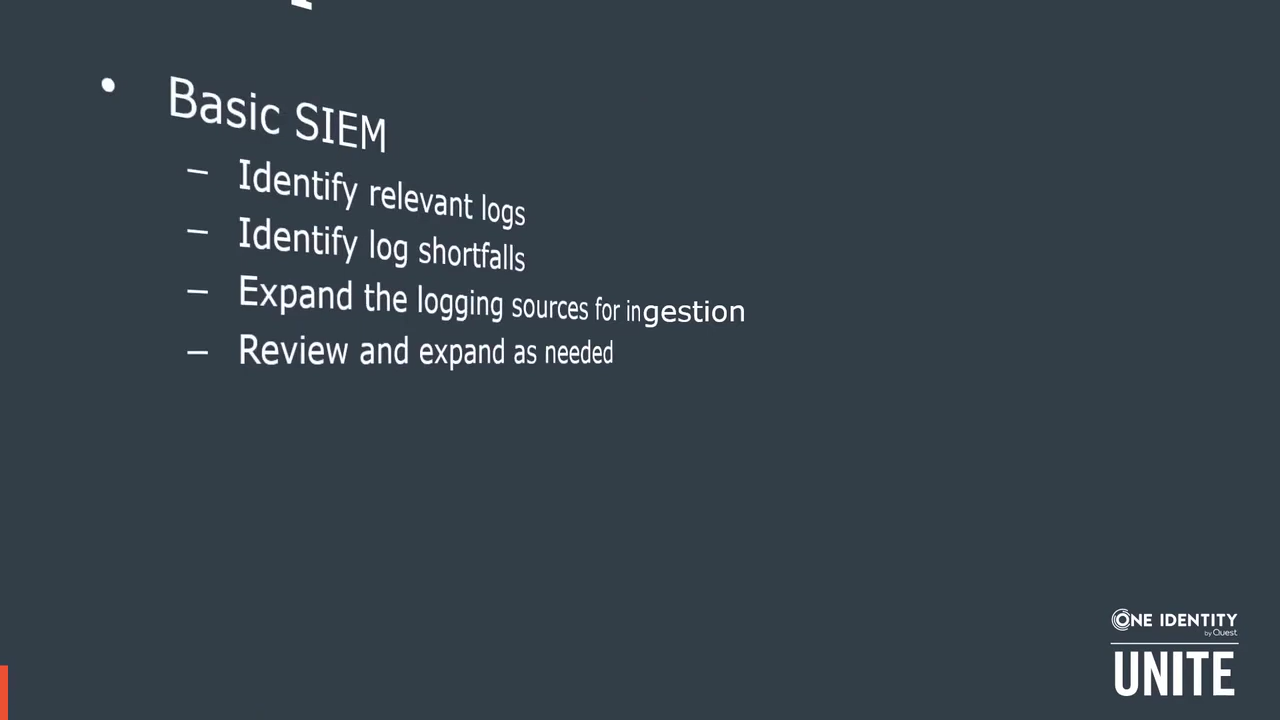 • Basic SIEM
– Identify relevant logs
– Identify log shortfalls
– Expand the logging sources for ingestion
– Review and expand as needed
ONE IDENTITY
by Quest
UNITE